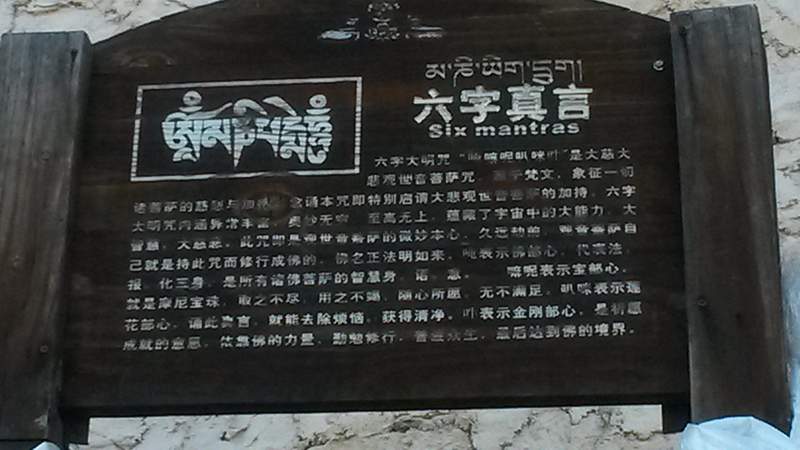 མ་ཎི་ཡིག་དྲུག།
六字真言
Six mantras
六字大明咒"嘛呢叭咪吽"是大慈大
悲观世音菩萨咒，于梵文，象征一切
诸菩萨的慈悲与念诵本咒即特别启请大悲观世音菩萨的加持，六字
大明咒内涵异常丰富，奥妙无穷，至高无上，蕴藏了宇宙中的大能力、大
智慧、大慈悲。此咒即是观世音菩萨的微妙本心，久远劫前，观音菩萨自
己就是持此咒而修行成佛的，佛名正法明如来。唵表示佛部心，代表法、
报、化三身，是所有诸佛菩萨的智慧身、语、意。嘛呢表示宝部心，
就是摩尼宝珠，取之不尽，用之不竭，随心所愿，无不满足，叭咪表示莲
花部心，诵此真言，就能去除烦恼，获得清净。吽表示金刚部心，是祈愿
成就的意思，依靠佛的力量，勤勉修行，普渡众生，最后达到佛的境界。